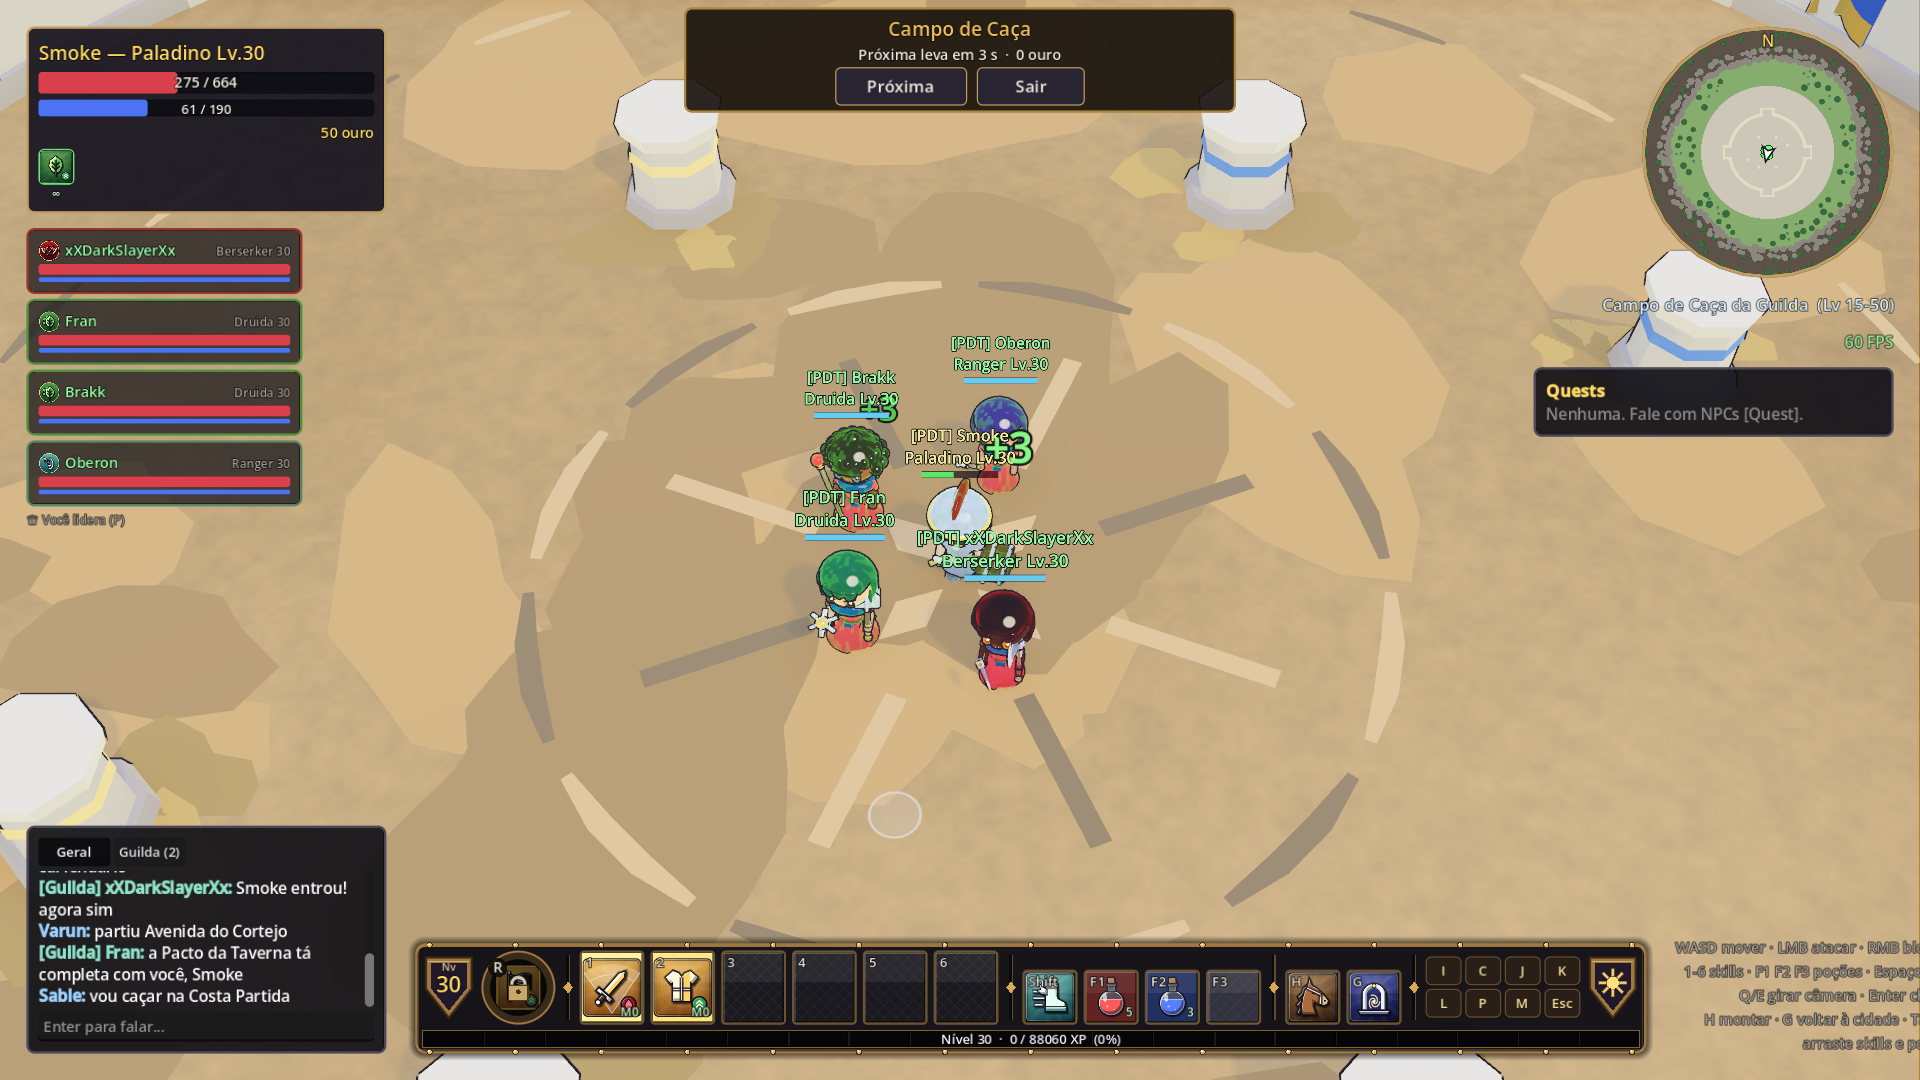 Smoke — Paladino Lv.30
275 / 664
61 / 190
50 ouro
∞
xXDarkSlayerXx Berserker 30
Fran Druida 30
Brakk Druida 30
Oberon Ranger 30
Você lidera (P)
Campo de Caça
Próxima leva em 3 s · 0 ouro
Próxima Sair
N
Campo de Caça da Guilda (Lv 15-50)
60 FPS
Quests
Nenhuma. Fale com NPCs [Quest].
[PDT] Oberon
Ranger Lv.30
[PDT] Brakk
Druida Lv.30
+3
[PDT] Smoke
Paladino Lv.30
+3
[PDT] Fran
Druida Lv.30
[PDT] xXDarkSlayerXx
Berserker Lv.30
Geral Guilda (2)
[Guilda] xXDarkSlayerXx: Smoke entrou!
agora sim
Varun: partiu Avenida do Cortejo
[Guilda] Fran: a Pacto da Taverna tá
completa com você, Smoke
Sable: vou caçar na Costa Partida
Enter para falar...
Nv
30
R
1 M0
2 M0
3
4
5
6
Shift
F1 5
F2 3
F3
H
G
I C J K
L P M Esc
Nível 30 · 0 / 88060 XP (0%)
WASD mover · LMB atacar · RMB
1-6 skills · F1 F2 F3 poções ·
Q/E girar câmera · Enter
H montar · G voltar à cidade ·
arraste skills e